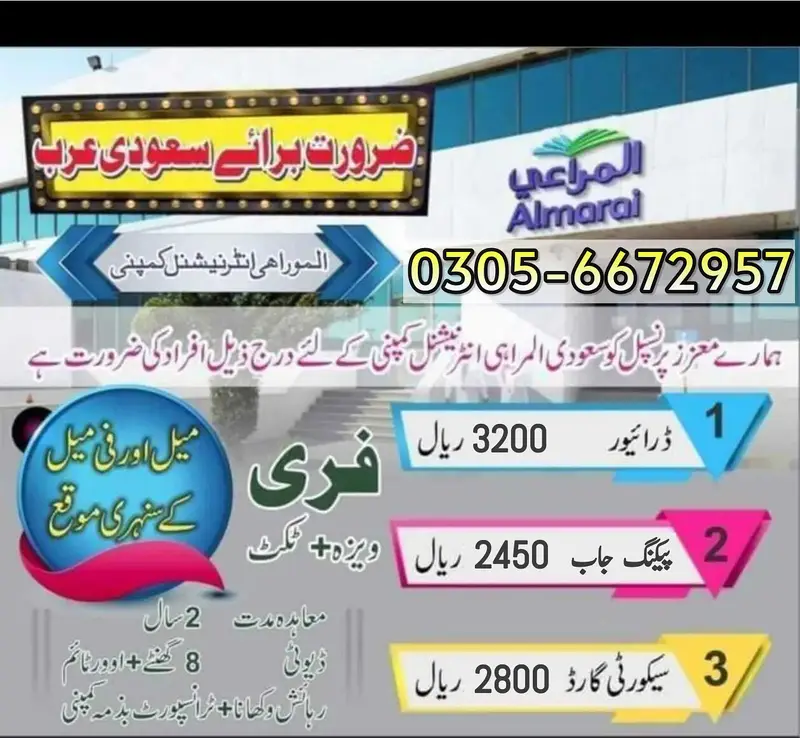 ضرورت برائے سعودی عرب
المراعي
Almarai
الموراھی انٹرنیشنل کمپنی
0305-6672957
ہمارے معزز پرنسپل کو سعودی المراہی انٹرنیشنل کمپنی کے لئے درج ذیل افراد کی ضرورت ہے
میل اور فی میل
کے سنہری موقع
فری
ویزہ + ٹکٹ
1 ڈرائیور 3200 ریال
2 پیکنگ جاب 2450 ریال
3 سیکورٹی گارڈ 2800 ریال
معاہدہ مدت 2 سال
ڈیوٹی 8 گھنٹے + اوور ٹائم
رہائش و کھانا + ٹرانسپورٹ بذمہ کمپنی